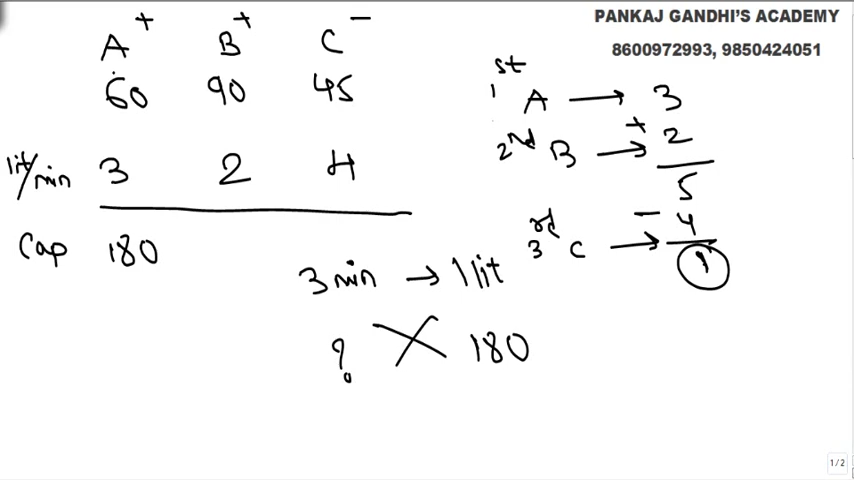 PANKAJ GANDHI'S ACADEMY
8600972993, 9850424051
A+ B+ C-
60 90 45
lit/min 3 2 4
Cap 180
1st A → 3
2nd B → + 2
5
3rd C → - 4
1
3 min → 1 lit
? 180
1/2